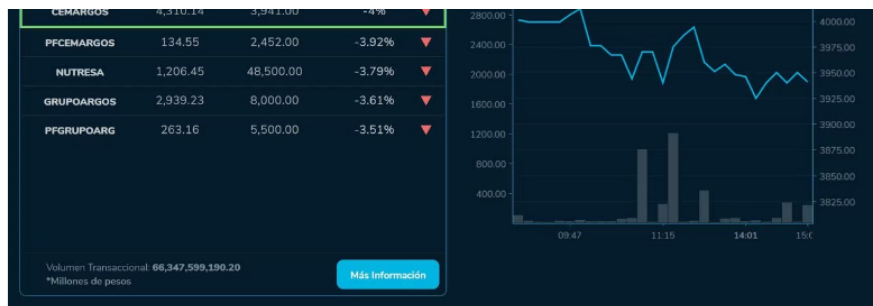 CEMARGOS 4,310.14 3,941.00 -4%
PFCEMARGOS 134.55 2,452.00 -3.92%
NUTRESA 1,206.45 48,500.00 -3.79%
GRUPOARGOS 2,939.23 8,000.00 -3.61%
PFGRUPOARG 263.16 5,500.00 -3.51%
Volumen Transaccional: 66,347,599,190.20
*Millones de pesos
Más Información
2800.00
2400.00
2000.00
1600.00
1200.00
800.00
400.00
4000.00
3975.00
3950.00
3925.00
3900.00
3875.00
3850.00
3825.00
09:47 11:15 14:01